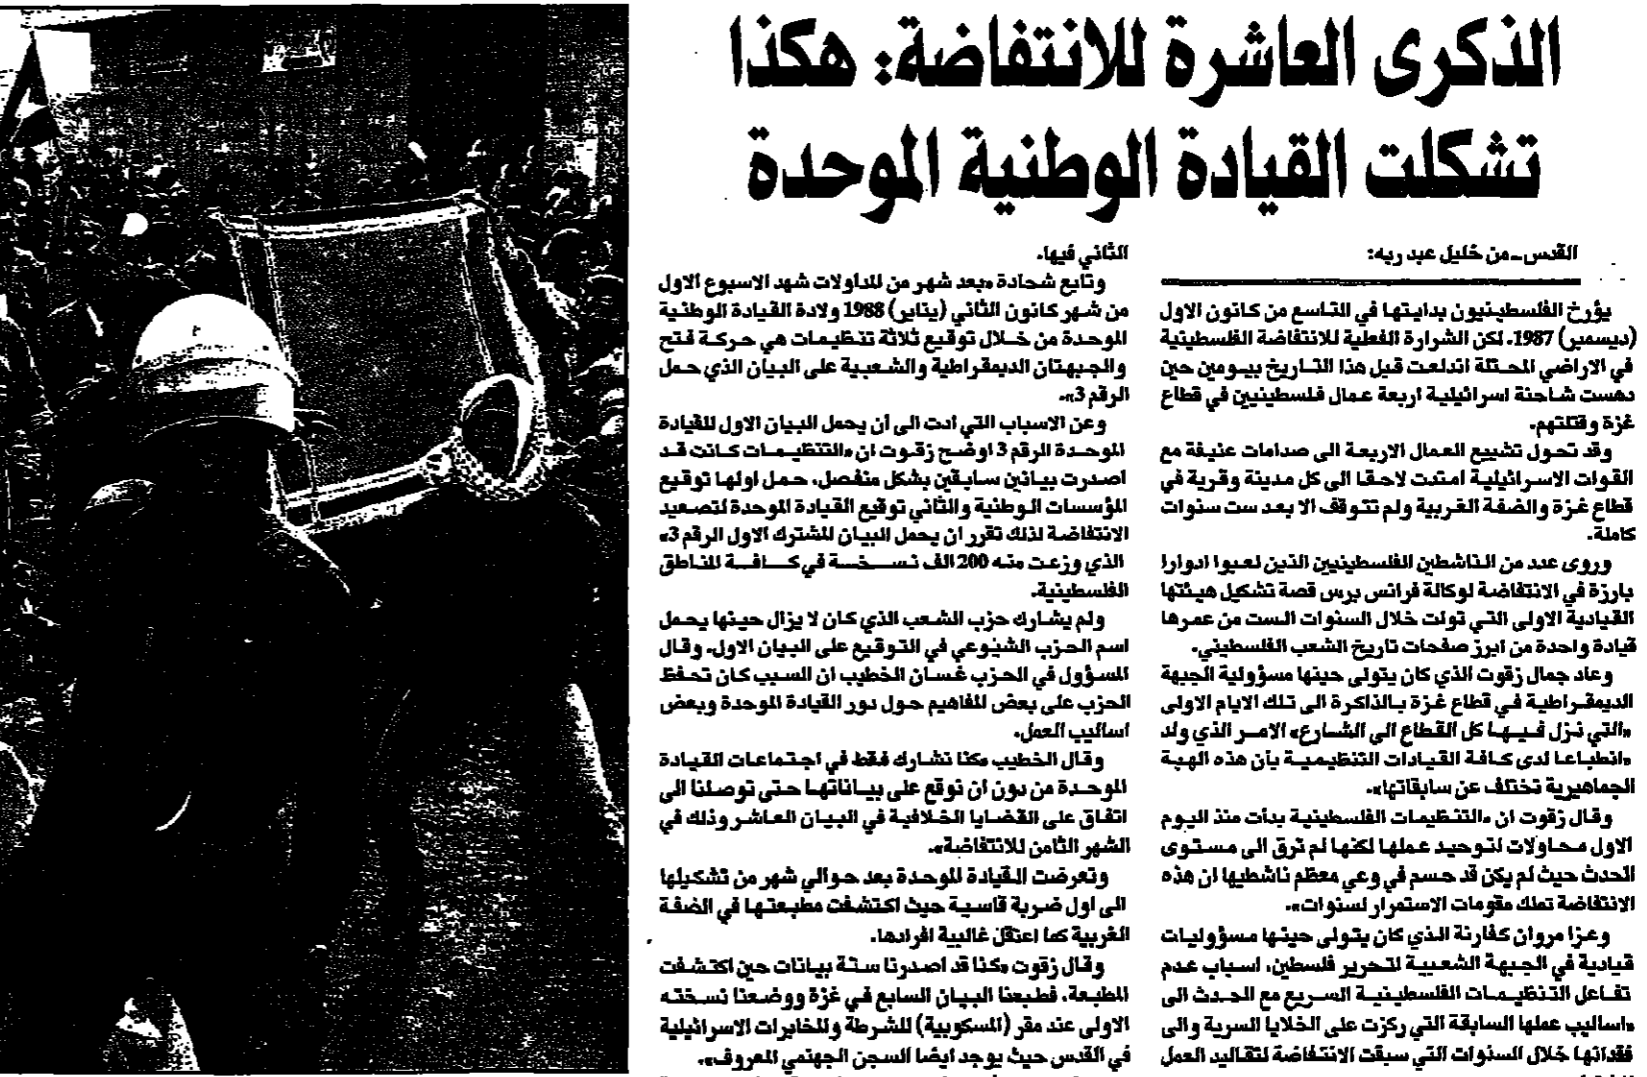 الذكرى العاشرة للانتفاضة: هكذا
تشكلت القيادة الوطنية الموحدة
القدس ـ من خليل عبد ربه:
يؤرخ الفلسطينيون بدايتها في التاسع من كانون الاول
(ديسمبر) 1987. لكن الشرارة الفعلية للانتفاضة الفلسطينية
في الاراضي المحتلة اندلعت قبل هذا التاريخ بيومين حين
دهست شاحنة اسرائيلية اربعة عمال فلسطينيين في قطاع
غزة وقتلتهم.
وقد تحول تشييع العمال الاربعة الى صدامات عنيفة مع
القوات الاسرائيلية امتدت لاحقا الى كل مدينة وقرية في
قطاع غزة والضفة الغربية ولم تتوقف الا بعد ست سنوات
كاملة.
وروى عدد من الناشطين الفلسطينيين الذين لعبوا ادوارا
بارزة في الانتفاضة لوكالة فرانس برس قصة تشكيل هيئتها
القيادية الاولى التي تولت خلال السنوات الست من عمرها
قيادة واحدة من ابرز صفحات تاريخ الشعب الفلسطيني.
وعاد جمال زقوت الذي كان يتولى حينها مسؤولية الجبهة
الديمقراطية في قطاع غزة بالذاكرة الى تلك الايام الاولى
«التي نزل فيها كل القطاع الى الشارع» الامر الذي ولد
«انطباعا لدى كافة القيادات التنظيمية بأن هذه الهبة
الجماهيرية تختلف عن سابقاتها».
وقال زقوت ان «التنظيمات الفلسطينية بدأت منذ اليوم
الاول محاولات لتوحيد عملها لكنها لم ترق الى مستوى
الحدث حيث لم يكن قد حسم في وعي معظم ناشطيها ان هذه
الانتفاضة تملك مقومات الاستمرار لسنوات».
وعزا مروان كفارنة الذي كان يتولى حينها مسؤوليات
قيادية في الجبهة الشعبية لتحرير فلسطين، اسباب عدم
تفاعل التنظيمات الفلسطينية السريع مع الحدث الى
«اساليب عملها السابقة التي ركزت على الخلايا السرية والى
فقدانها خلال السنوات التي سبقت الانتفاضة لتقاليد العمل
الثاني فيها.
وتابع شحادة «بعد شهر من المداولات شهد الاسبوع الاول
من شهر كانون الثاني (يناير) 1988 ولادة القيادة الوطنية
الموحدة من خلال توقيع ثلاثة تنظيمات هي حركة فتح
والجبهتان الديمقراطية والشعبية على البيان الذي حمل
الرقم 3».
وعن الاسباب التي ادت الى أن يحمل البيان الاول للقيادة
الموحدة الرقم 3 اوضح زقوت ان «التنظيمات كانت قد
اصدرت بيانين سابقين بشكل منفصل، حمل اولها توقيع
المؤسسات الوطنية والثاني توقيع القيادة الموحدة لتصعيد
الانتفاضة لذلك تقرر ان يحمل البيان المشترك الاول الرقم 3»
الذي وزعت منه 200 الف نسخة في كافة المناطق
الفلسطينية.
ولم يشارك حزب الشعب الذي كان لا يزال حينها يحمل
اسم الحزب الشيوعي في التوقيع على البيان الاول. وقال
المسؤول في الحزب غسان الخطيب ان السبب كان تحفظ
الحزب على بعض المفاهيم حول دور القيادة الموحدة وبعض
اساليب العمل.
وقال الخطيب «كنا نشارك فقط في اجتماعات القيادة
الموحدة من دون ان نوقع على بياناتها حتى توصلنا الى
اتفاق على القضايا الخلافية في البيان العاشر وذلك في
الشهر الثامن للانتفاضة».
وتعرضت القيادة الموحدة بعد حوالي شهر من تشكيلها
الى اول ضربة قاسية حيث اكتشفت مطبعتها في الضفة
الغربية كما اعتقل غالبية افرادها.
وقال زقوت «كنا قد اصدرنا ستة بيانات حين اكتشفت
المطبعة، فطبعنا البيان السابع في غزة ووضعنا نسخته
الاولى عند مقر (المسكوبية) للشرطة والمخابرات الاسرائيلية
في القدس حيث يوجد ايضا السجن الجهنمي المعروف».